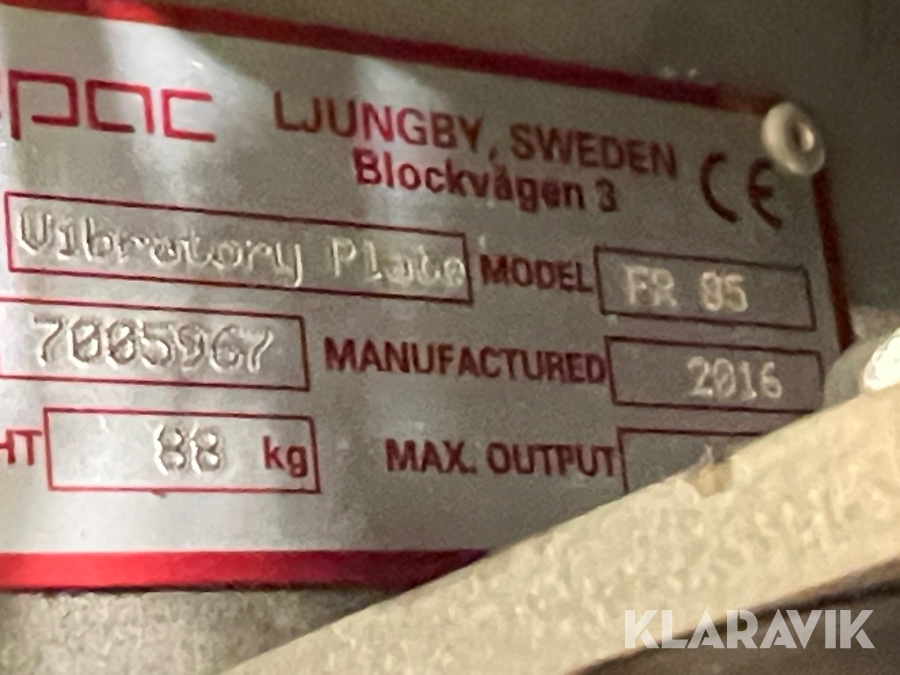 epac LJUNGBY, SWEDEN
Blockvägen 3
CE
Vibratory Plate MODEL FR 85
7005967 MANUFACTURED 2016
HT 88 kg MAX. OUTPUT
KLARAVIK